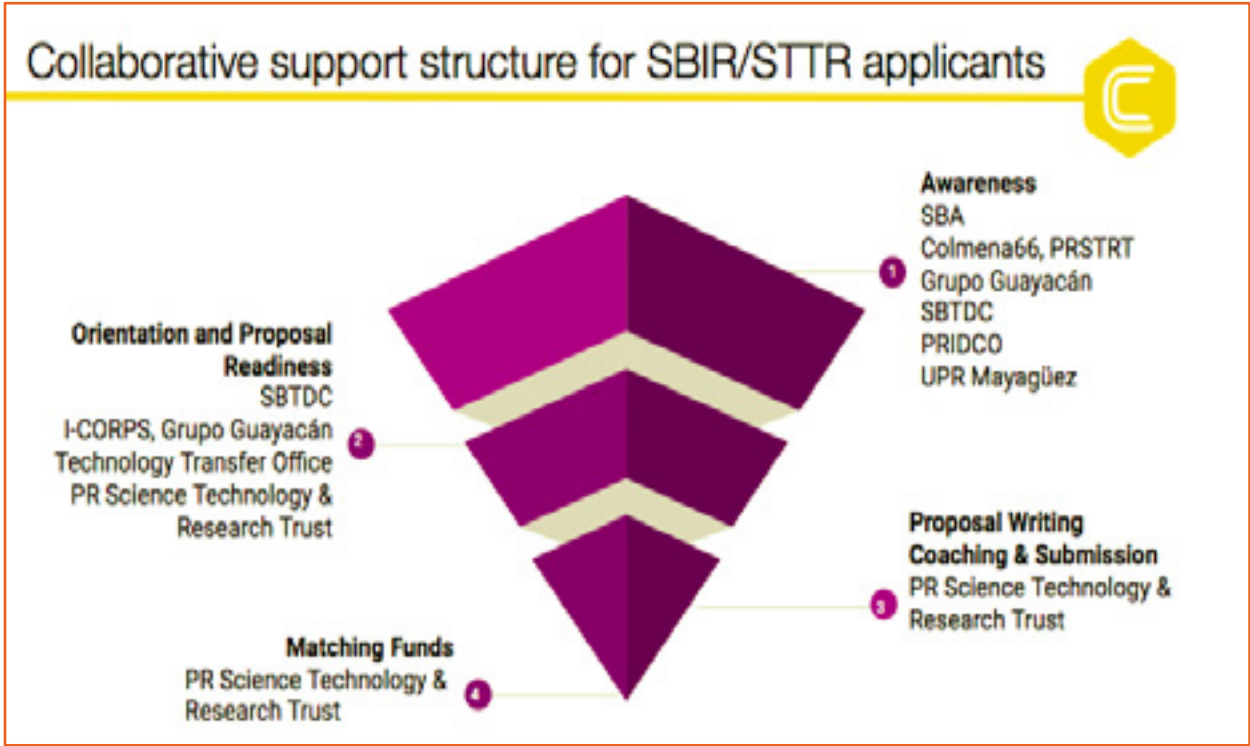 Collaborative support structure for SBIR/STTR applicants
Awareness
SBA
Colmena66, PRSTRT
Grupo Guayacán
SBTDC
PRIDCO
UPR Mayagüez
1
Orientation and Proposal
Readiness
SBTDC
I-CORPS, Grupo Guayacán
Technology Transfer Office
PR Science Technology &
Research Trust
2
Proposal Writing
Coaching & Submission
PR Science Technology &
Research Trust
3
Matching Funds
PR Science Technology &
Research Trust
4